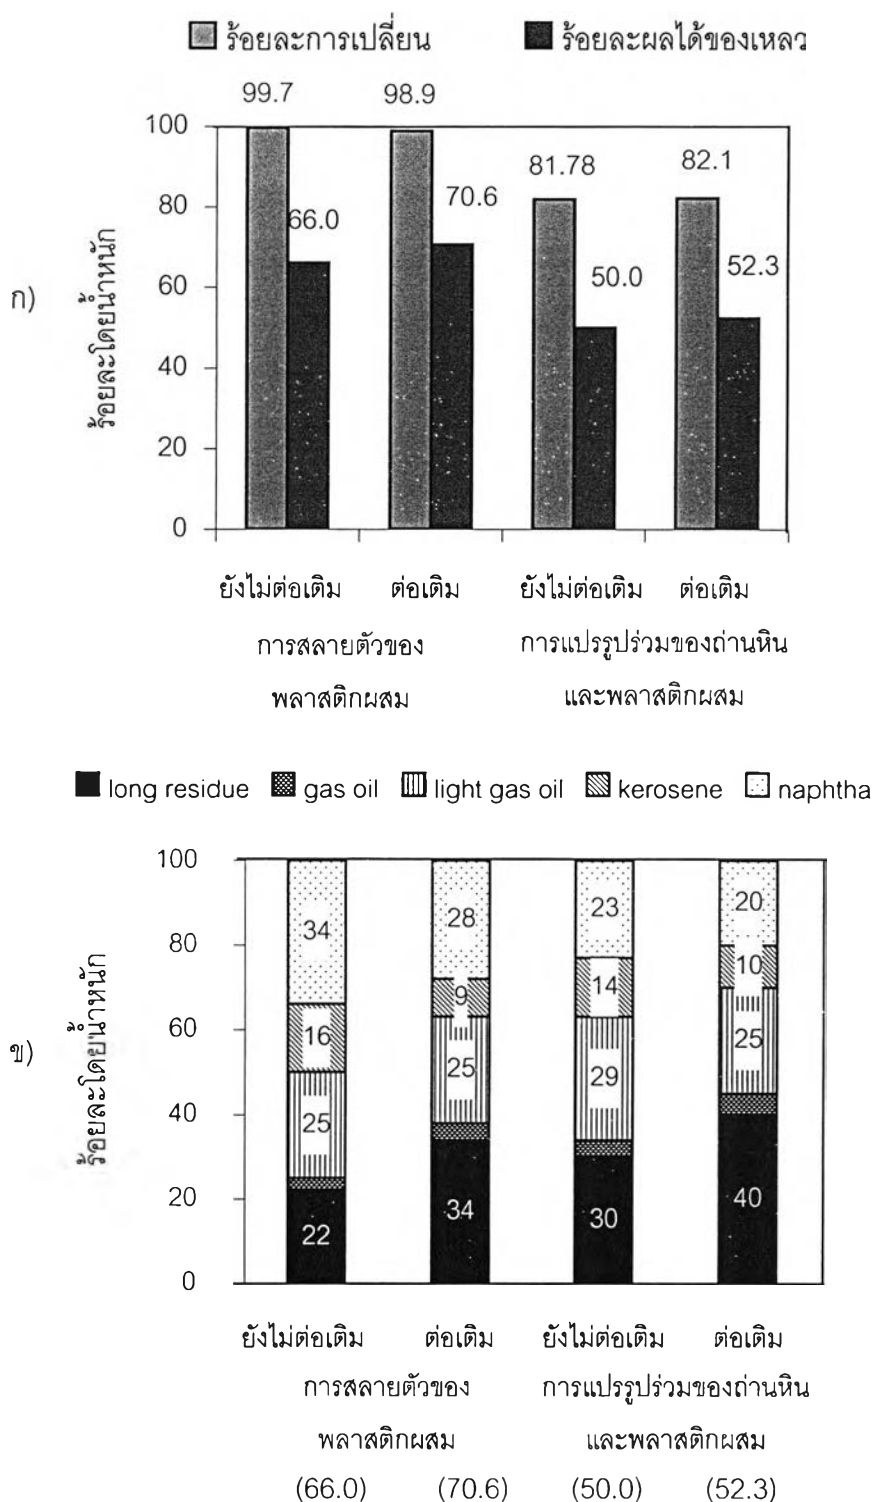 ร้อยละการเปลี่ยน ร้อยละผลได้ของเหลว
99.7 98.9
100
81.78 82.1
80
66.0 70.6
ก) ร้อยละโดยน้ำหนัก
60
50.0 52.3
40
20
0
ยังไม่ต่อเติม ต่อเติม ยังไม่ต่อเติม ต่อเติม
การสลายตัวของ การแปรรูปร่วมของถ่านหิน
พลาสติกผสม และพลาสติกผสม
long residue gas oil light gas oil kerosene naphtha
100
34 28 23 20
80
16 9 14 10
ข) ร้อยละโดยน้ำหนัก
60
25 25 29 25
40
22 34 30 40
20
0
ยังไม่ต่อเติม ต่อเติม ยังไม่ต่อเติม ต่อเติม
การสลายตัวของ การแปรรูปร่วมของถ่านหิน
พลาสติกผสม และพลาสติกผสม
(66.0) (70.6) (50.0) (52.3)